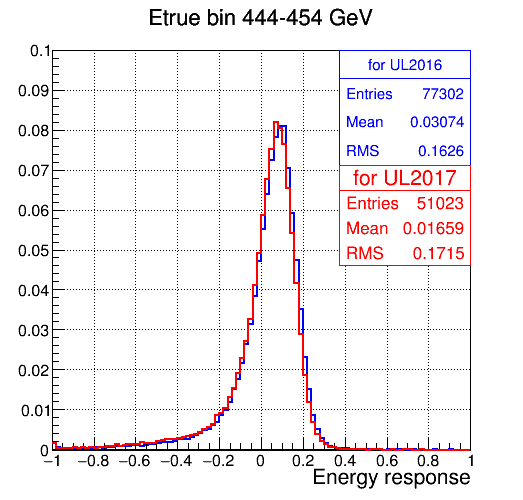 Etrue bin 444-454 GeV
for UL2016
Entries 77302
Mean 0.03074
RMS 0.1626
for UL2017
Entries 51023
Mean 0.01659
RMS 0.1715
0.1
0.09
0.08
0.07
0.06
0.05
0.04
0.03
0.02
0.01
0
−1 −0.8 −0.6 −0.4 −0.2 0 0.2 0.4 0.6 0.8 1
Energy response